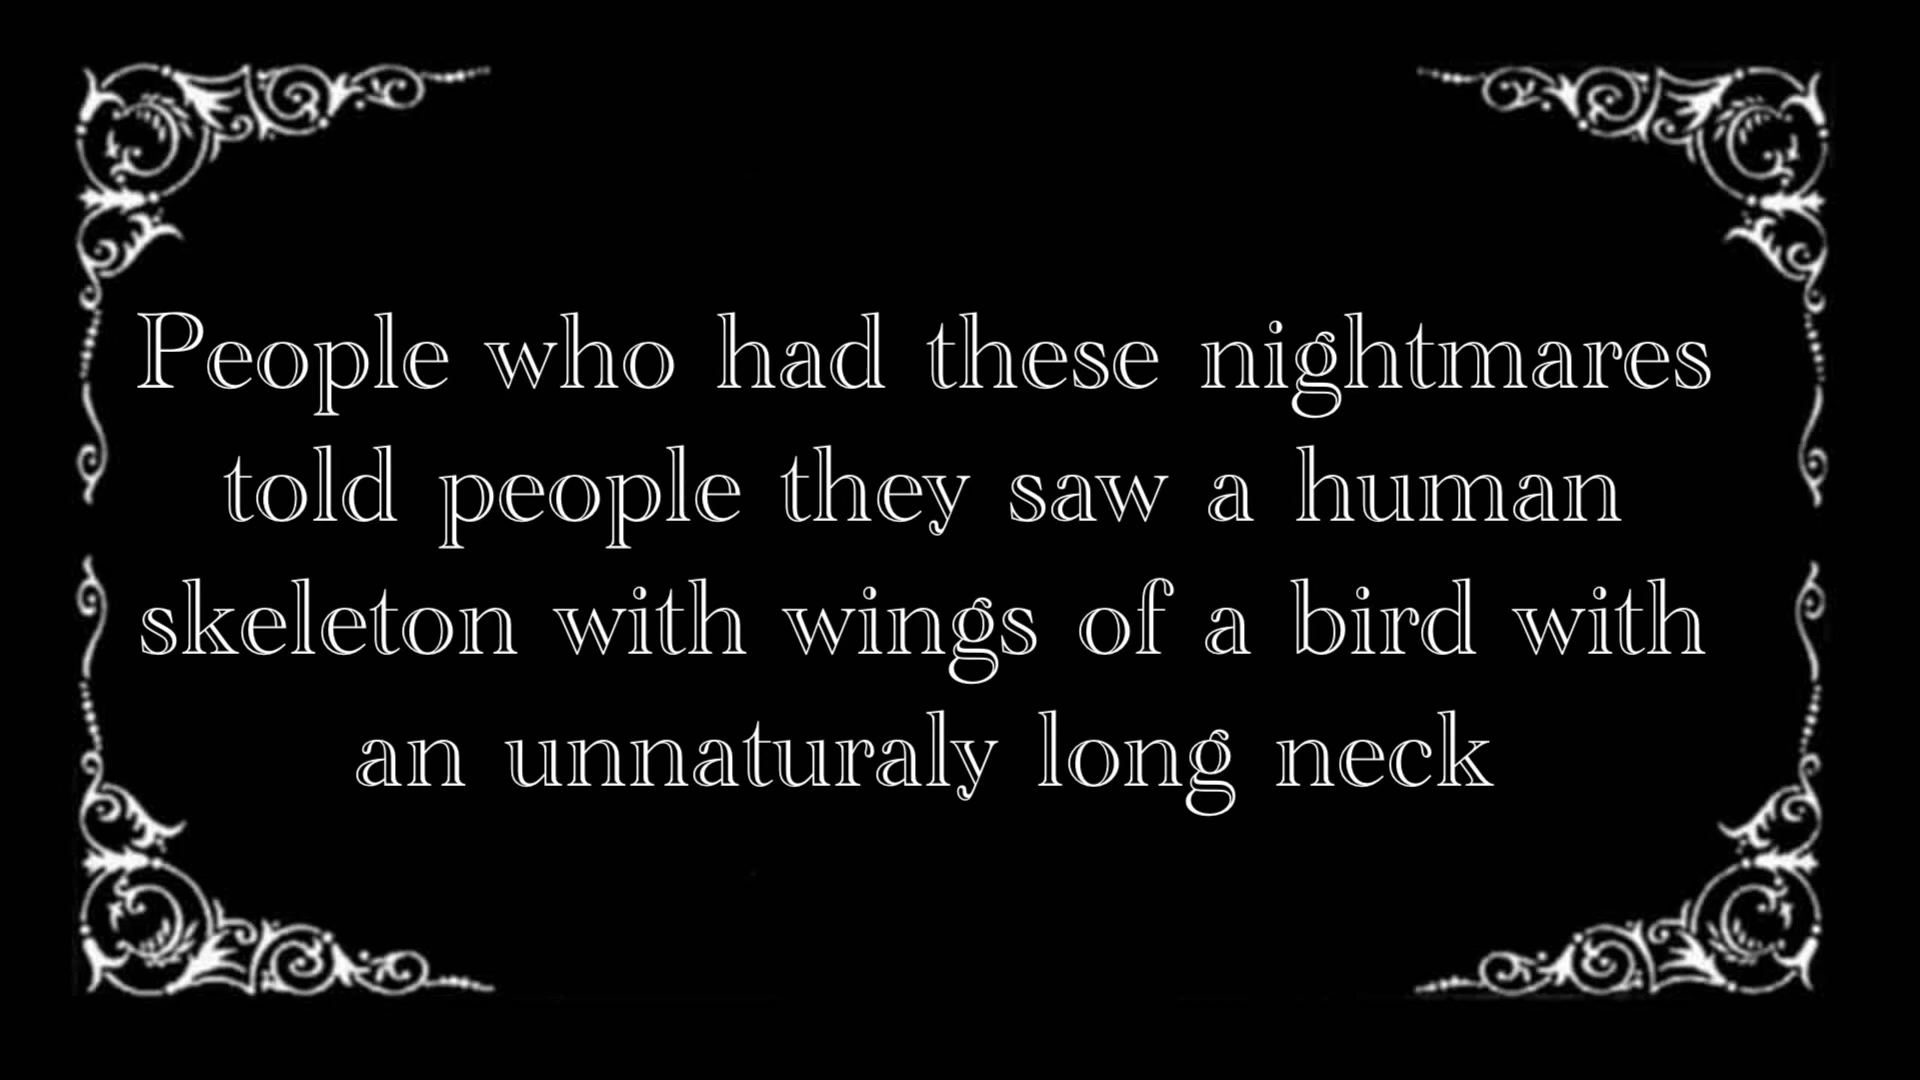 People who had these nightmares
told people they saw a human
skeleton with wings of a bird with
an unnaturaly long neck